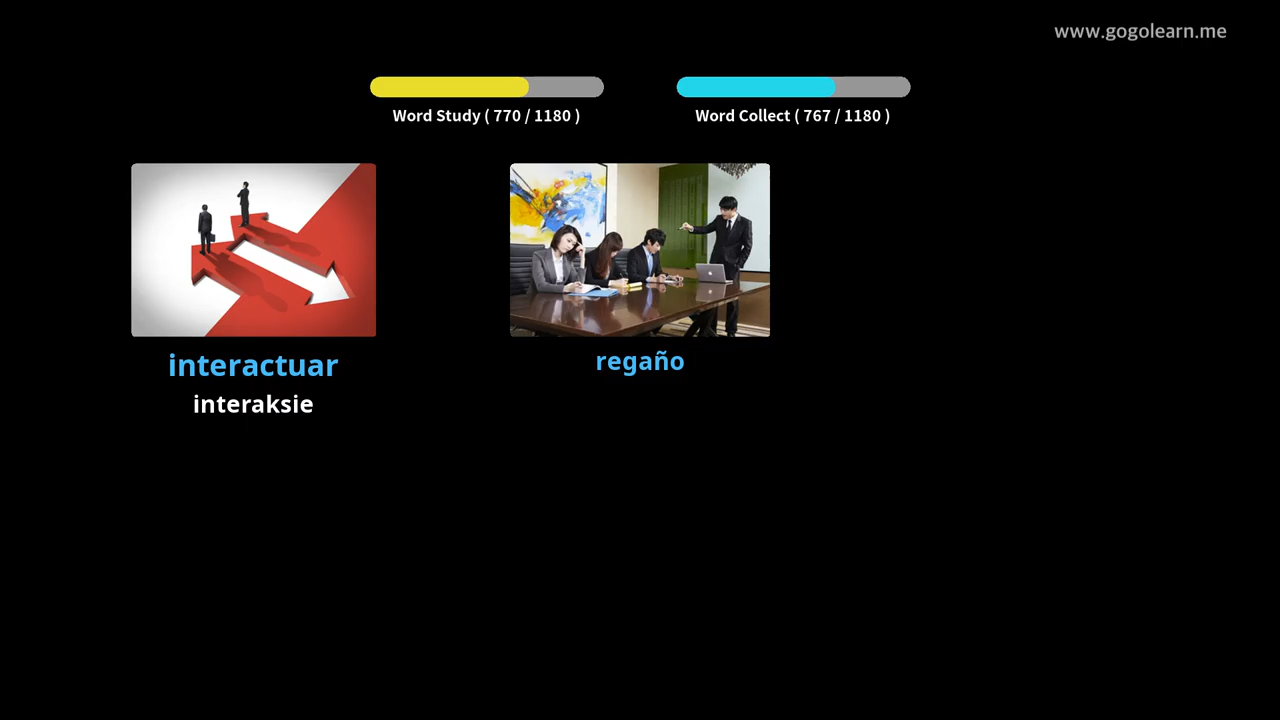 www.gogolearn.me
Word Study ( 770 / 1180 )
Word Collect ( 767 / 1180 )
interactuar
interaksie
regaño